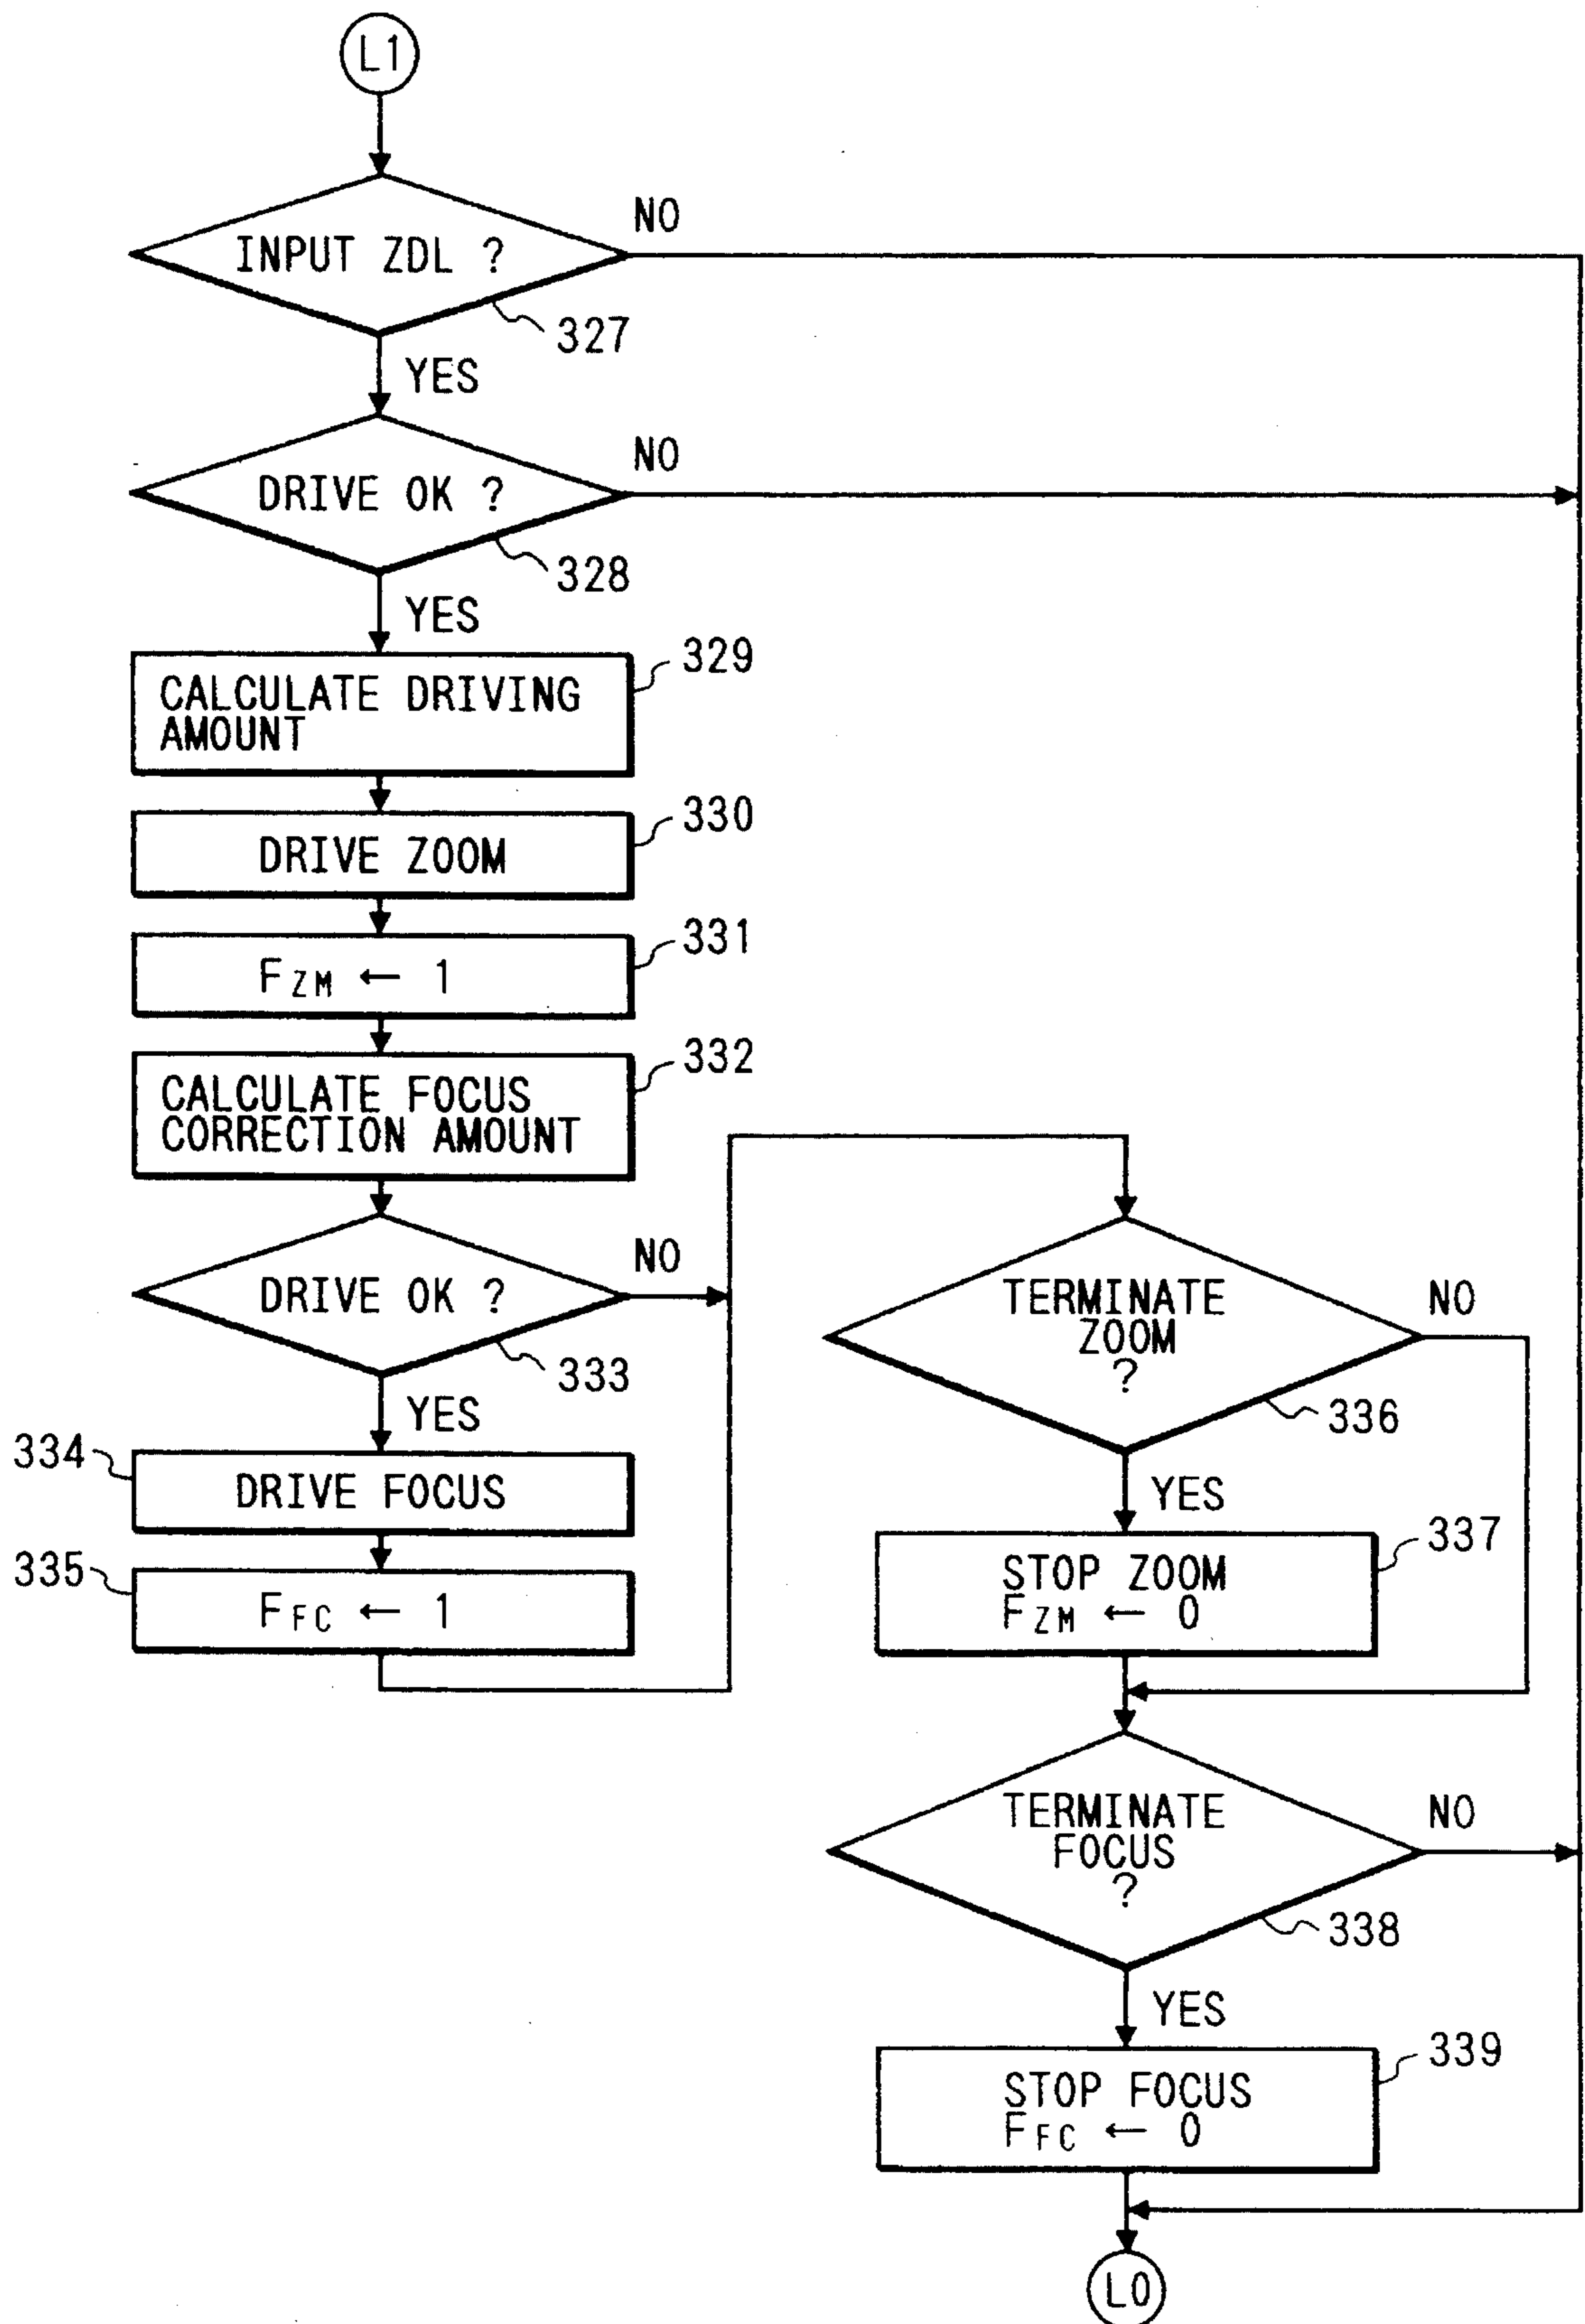 L1
INPUT ZDL ?
NO
327
YES
DRIVE OK ?
NO
328
YES
CALCULATE DRIVING
AMOUNT
329
DRIVE ZOOM
330
FZM ← 1
331
CALCULATE FOCUS
CORRECTION AMOUNT
332
DRIVE OK ?
NO
333
YES
334
DRIVE FOCUS
335
FFC ← 1
TERMINATE
ZOOM
?
NO
336
YES
STOP ZOOM
FZM ← 0
337
TERMINATE
FOCUS
?
NO
338
YES
STOP FOCUS
FFC ← 0
339
L0